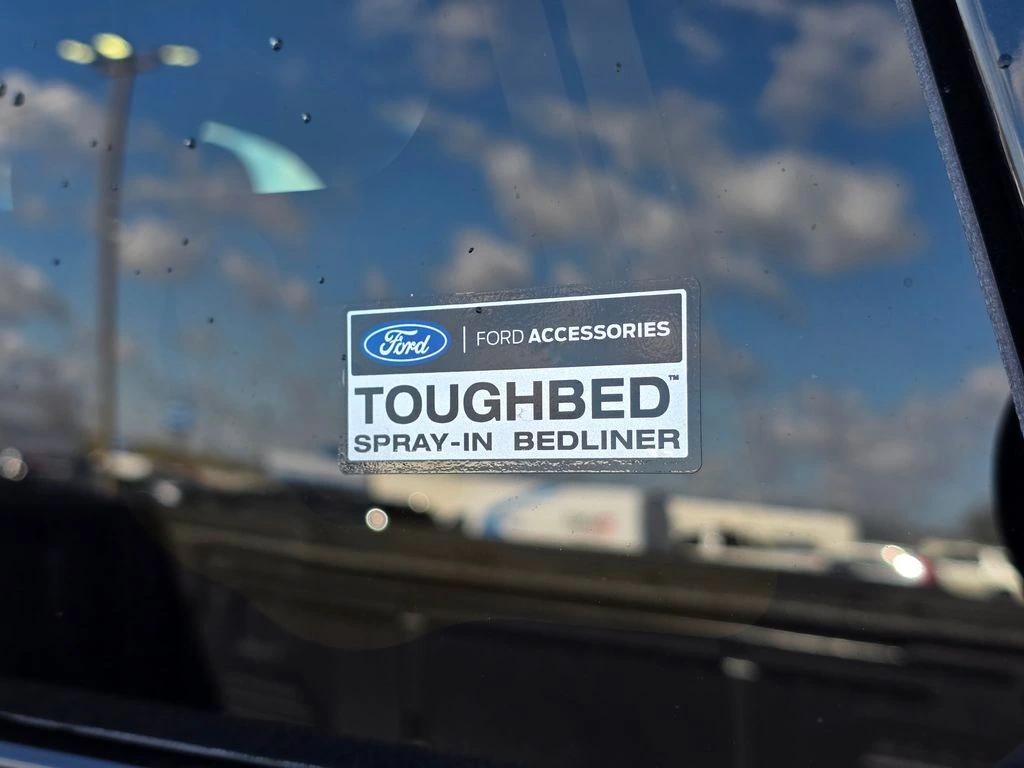 Ford | FORD ACCESSORIES
TOUGHBED™
SPRAY-IN BEDLINER